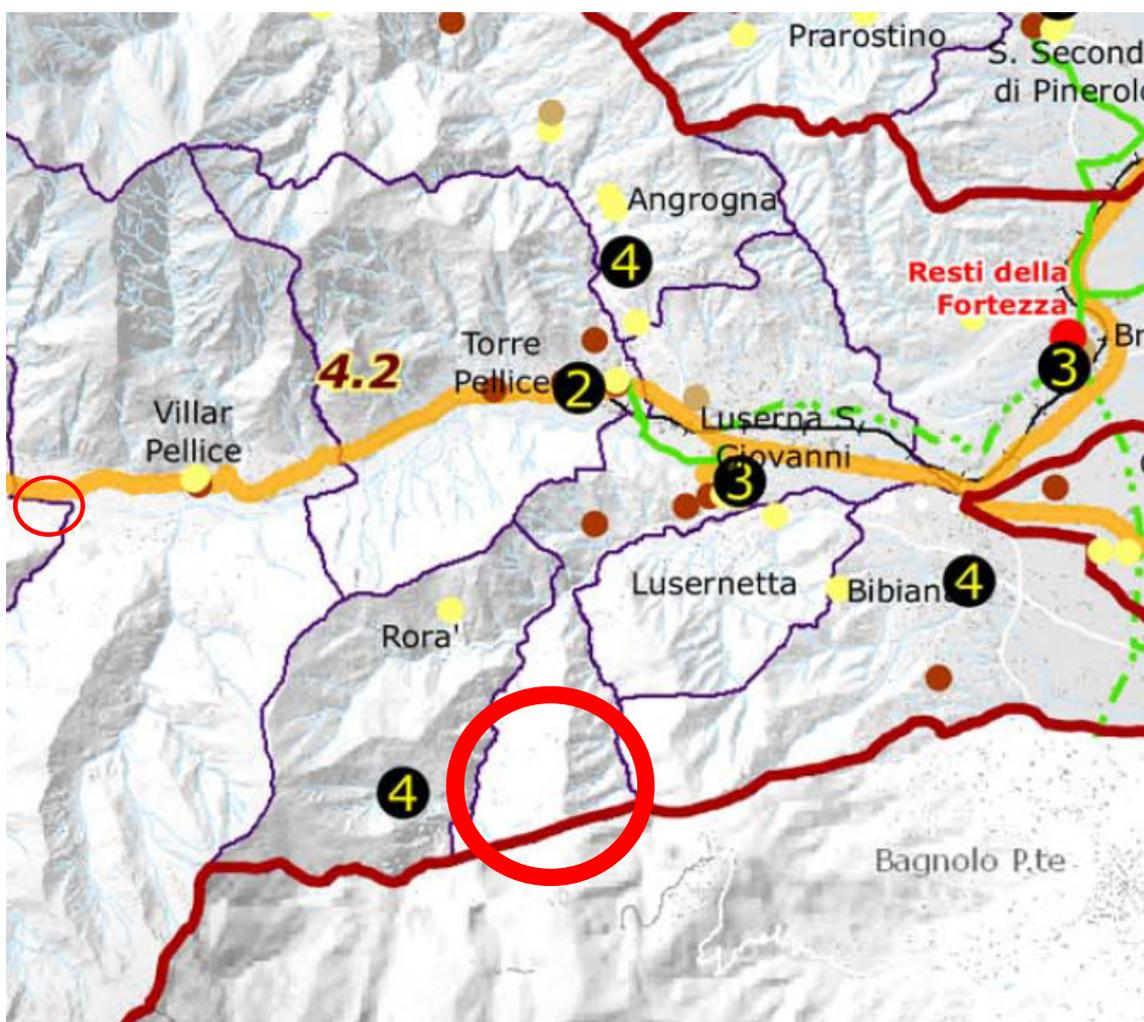 Prarostino
S. Second
di Pinerolo
Angrogna
4
Resti della
Fortezza
3
Br
Torre
Pellice
2
4.2
Villar
Pellice
Luserna S.
Giovanni
3
Lusernetta
Bibiana
4
Rora'
4
Bagnolo P.te